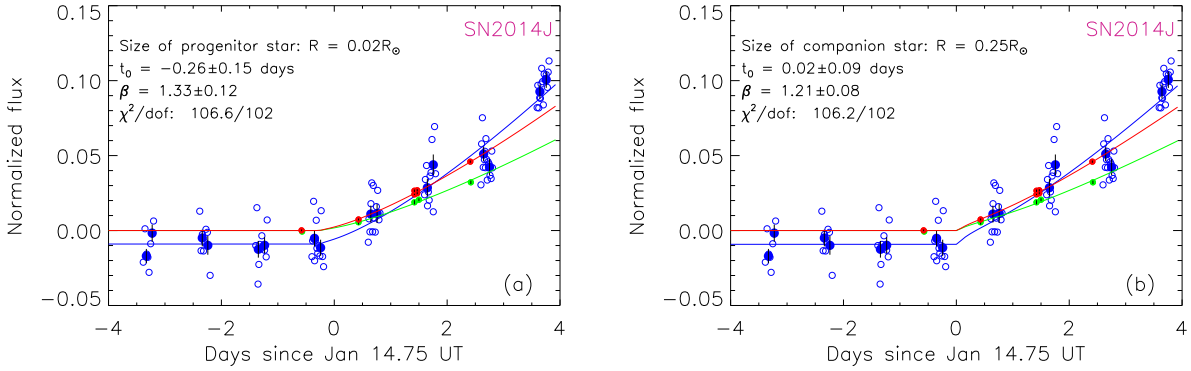 SN2014J
Size of progenitor star: R = 0.02R☉
t₀ = −0.26±0.15 days
β = 1.33±0.12
χ²/dof: 106.6/102
0.15
0.10
0.05
0.00
−0.05
Normalized flux
(a)
−4
−2
0
2
4
Days since Jan 14.75 UT
SN2014J
Size of companion star: R = 0.25R☉
t₀ = 0.02±0.09 days
β = 1.21±0.08
χ²/dof: 106.2/102
0.15
0.10
0.05
0.00
−0.05
Normalized flux
(b)
−4
−2
0
2
4
Days since Jan 14.75 UT